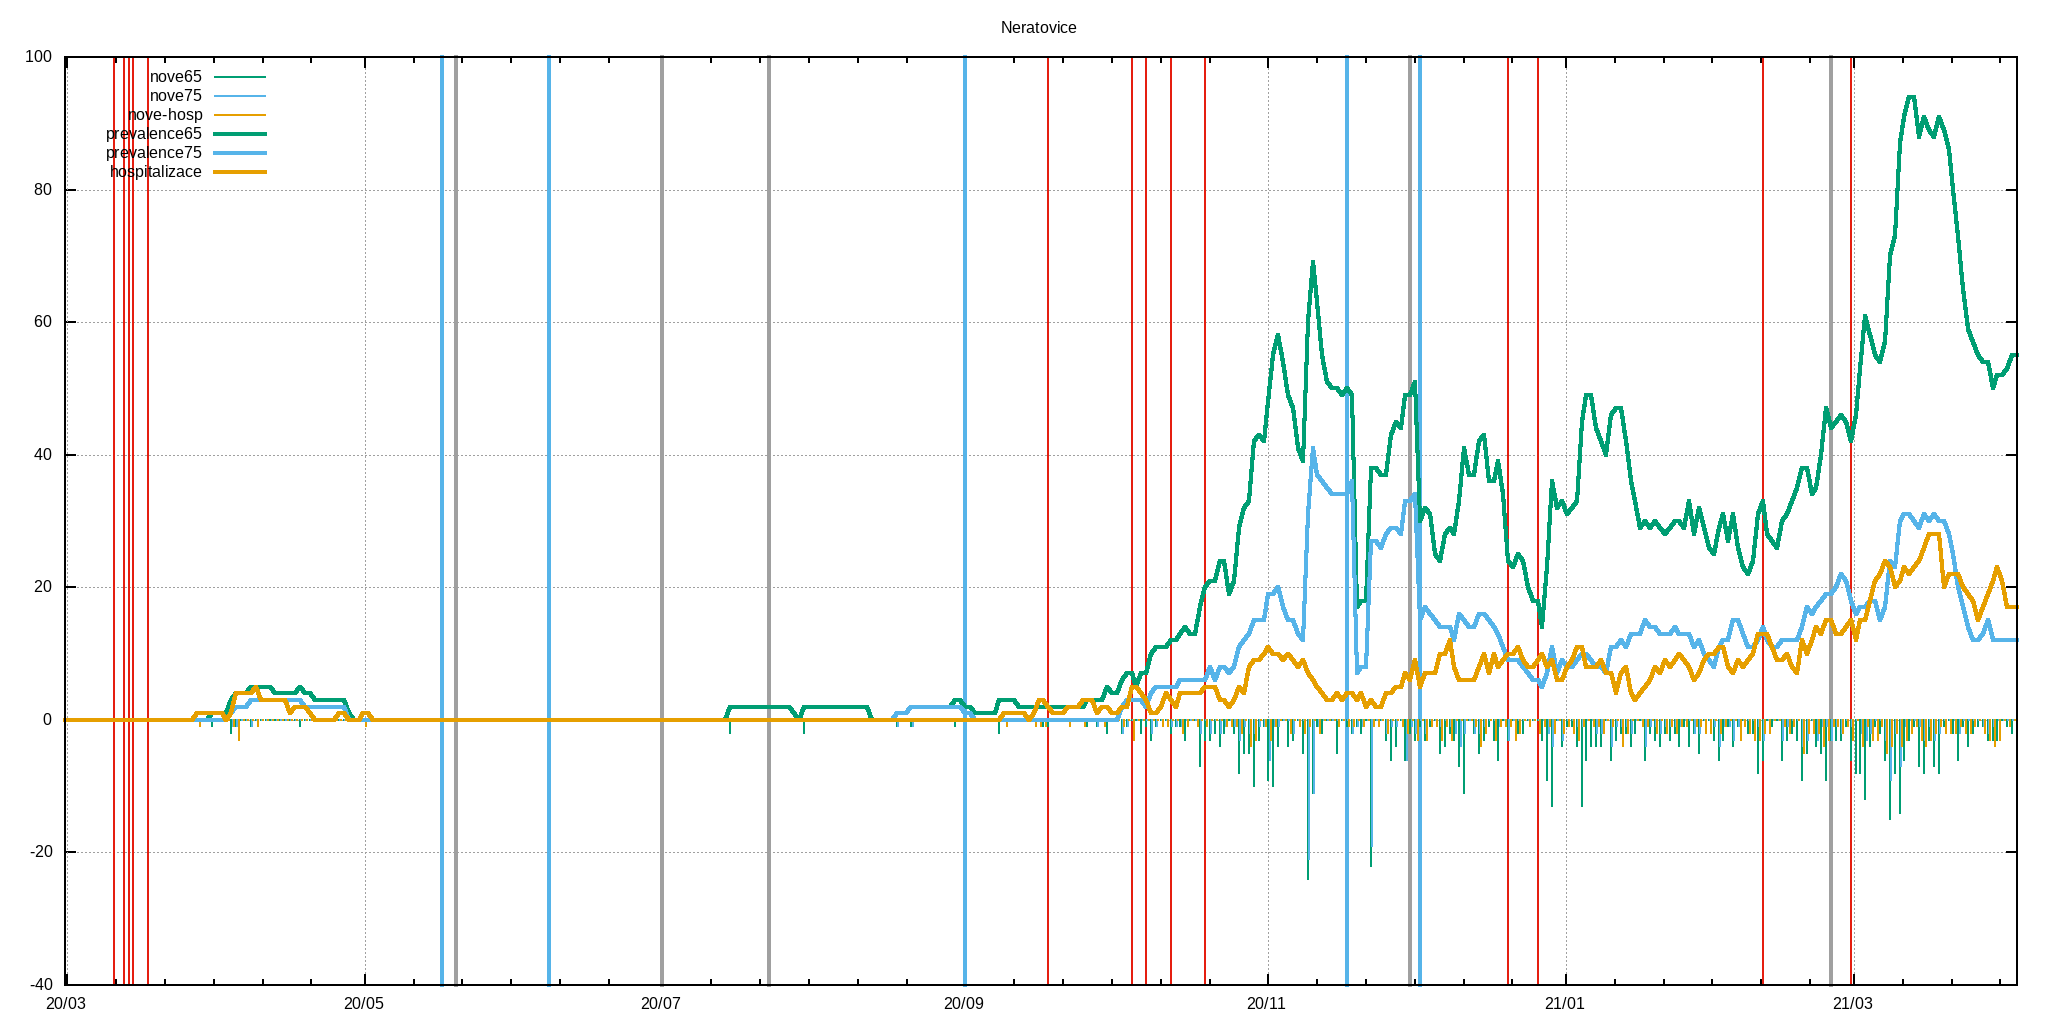 Neratovice
100
nove65
nove75
nove-hosp
prevalence65
prevalence75
hospitalizace
80
60
40
20
0
-20
-40
20/03 20/05 20/07 20/09 20/11 21/01 21/03